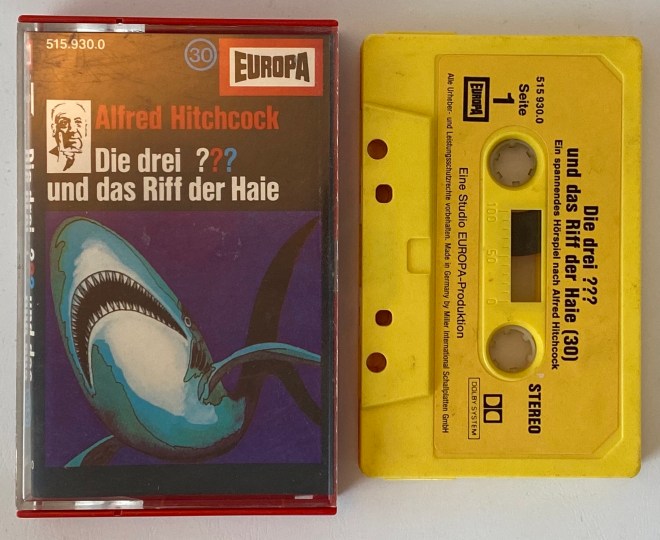 515.930.0
30
EUROPA
Alfred Hitchcock
Die drei ???
und das Riff der Haie
515 930.0
Seite
1
EUROPA
Die drei ???
und das Riff der Haie (30)
Ein spannendes Hörspiel nach Alfred Hitchcock
100 50 0
Eine Studio EUROPA-Produktion
Alle Urheber- und Leistungsschutzrechte vorbehalten. Made in Germany by Miller International Schallplatten GmbH
STEREO
DOLBY SYSTEM